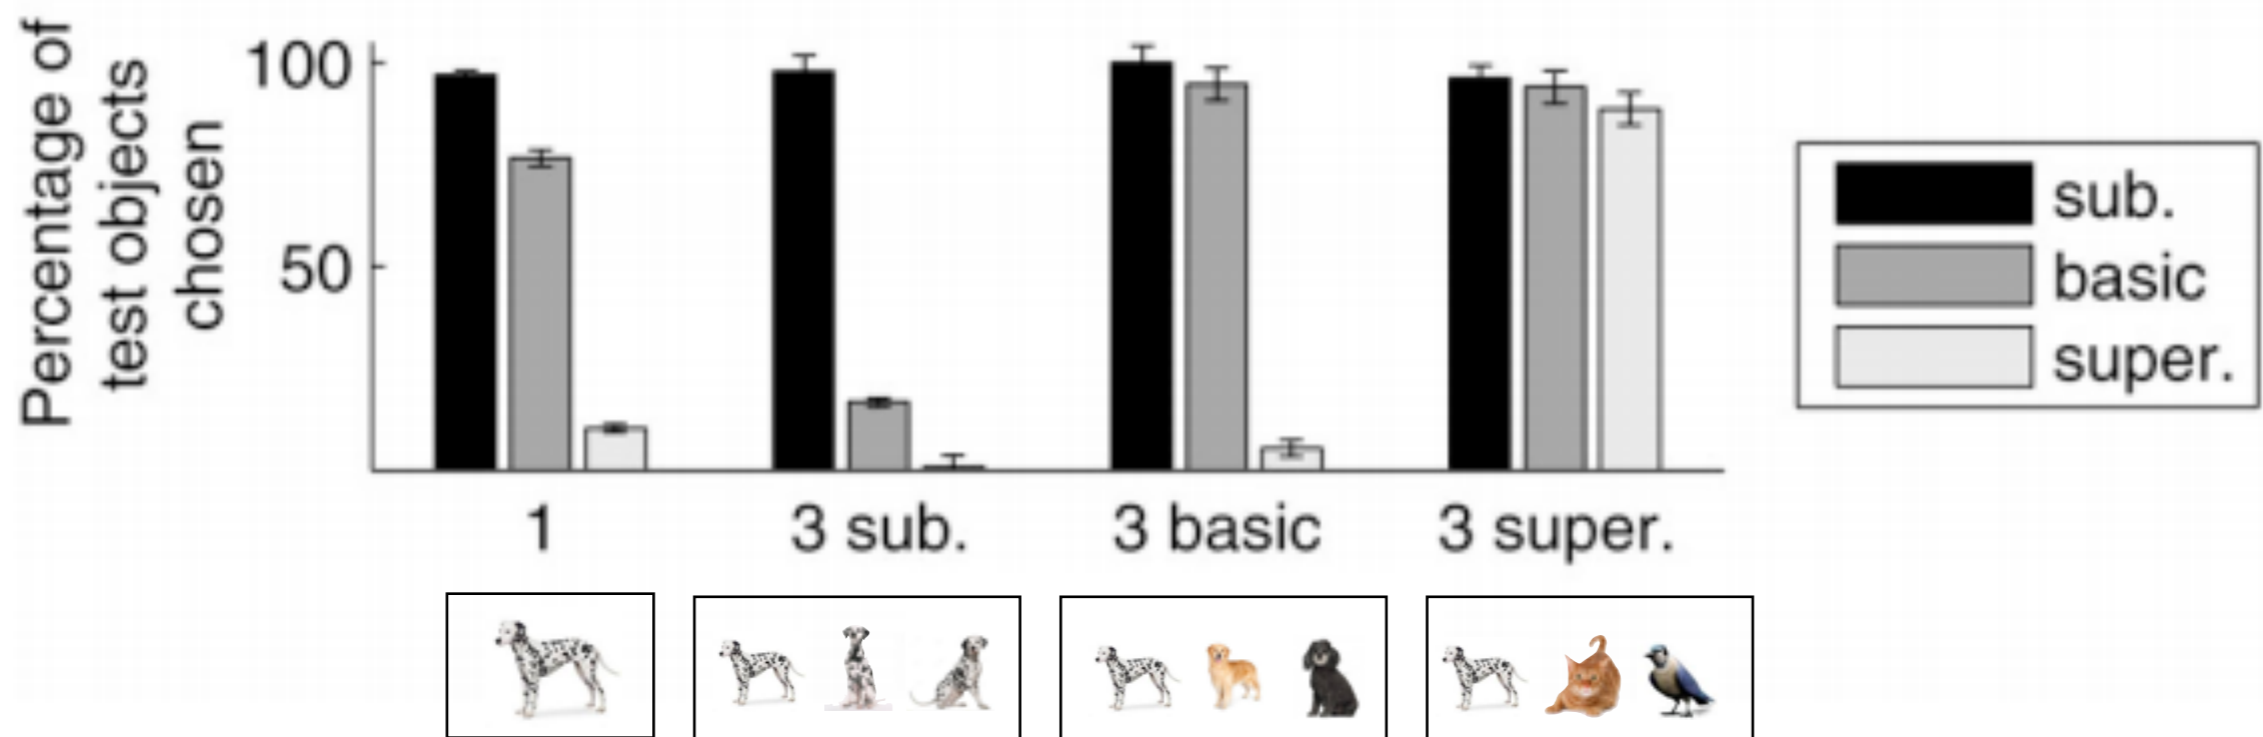 Percentage of
test objects
chosen
100
50
1
3 sub.
3 basic
3 super.
sub.
basic
super.